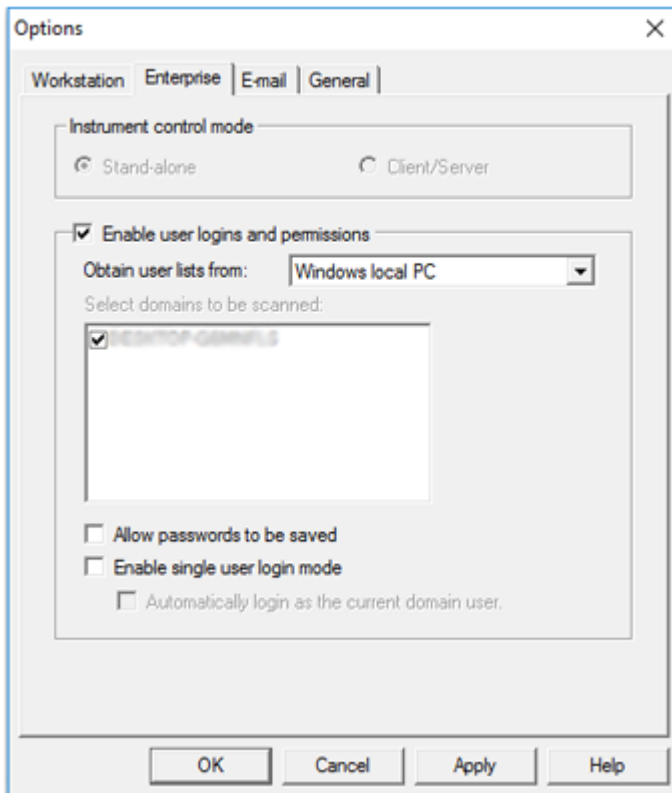 Options
Workstation Enterprise E-mail General
Instrument control mode
Stand-alone Client/Server
Enable user logins and permissions
Obtain user lists from: Windows local PC
Select domains to be scanned:
Allow passwords to be saved
Enable single user login mode
Automatically login as the current domain user.
OK Cancel Apply Help